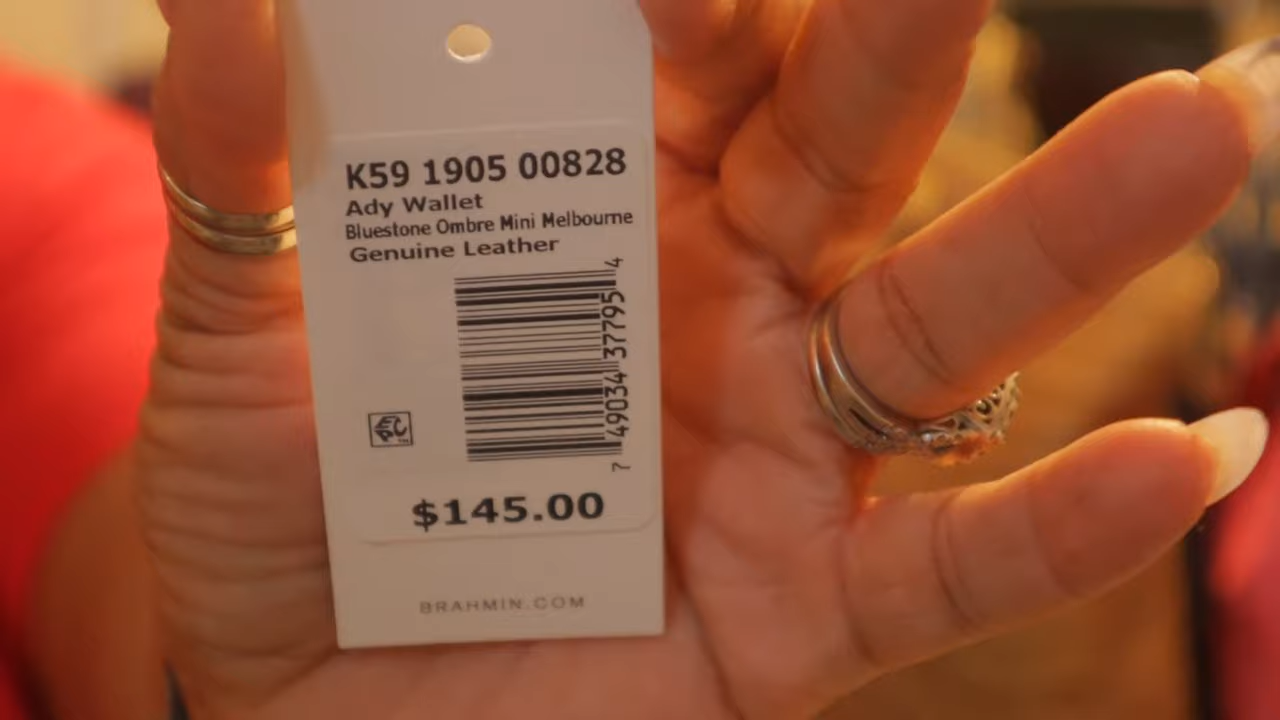 K59 1905 00828
Ady Wallet
Bluestone Ombre Mini Melbourne
Genuine Leather
7 49034 37795 4
$145.00
BRAHMIN.COM